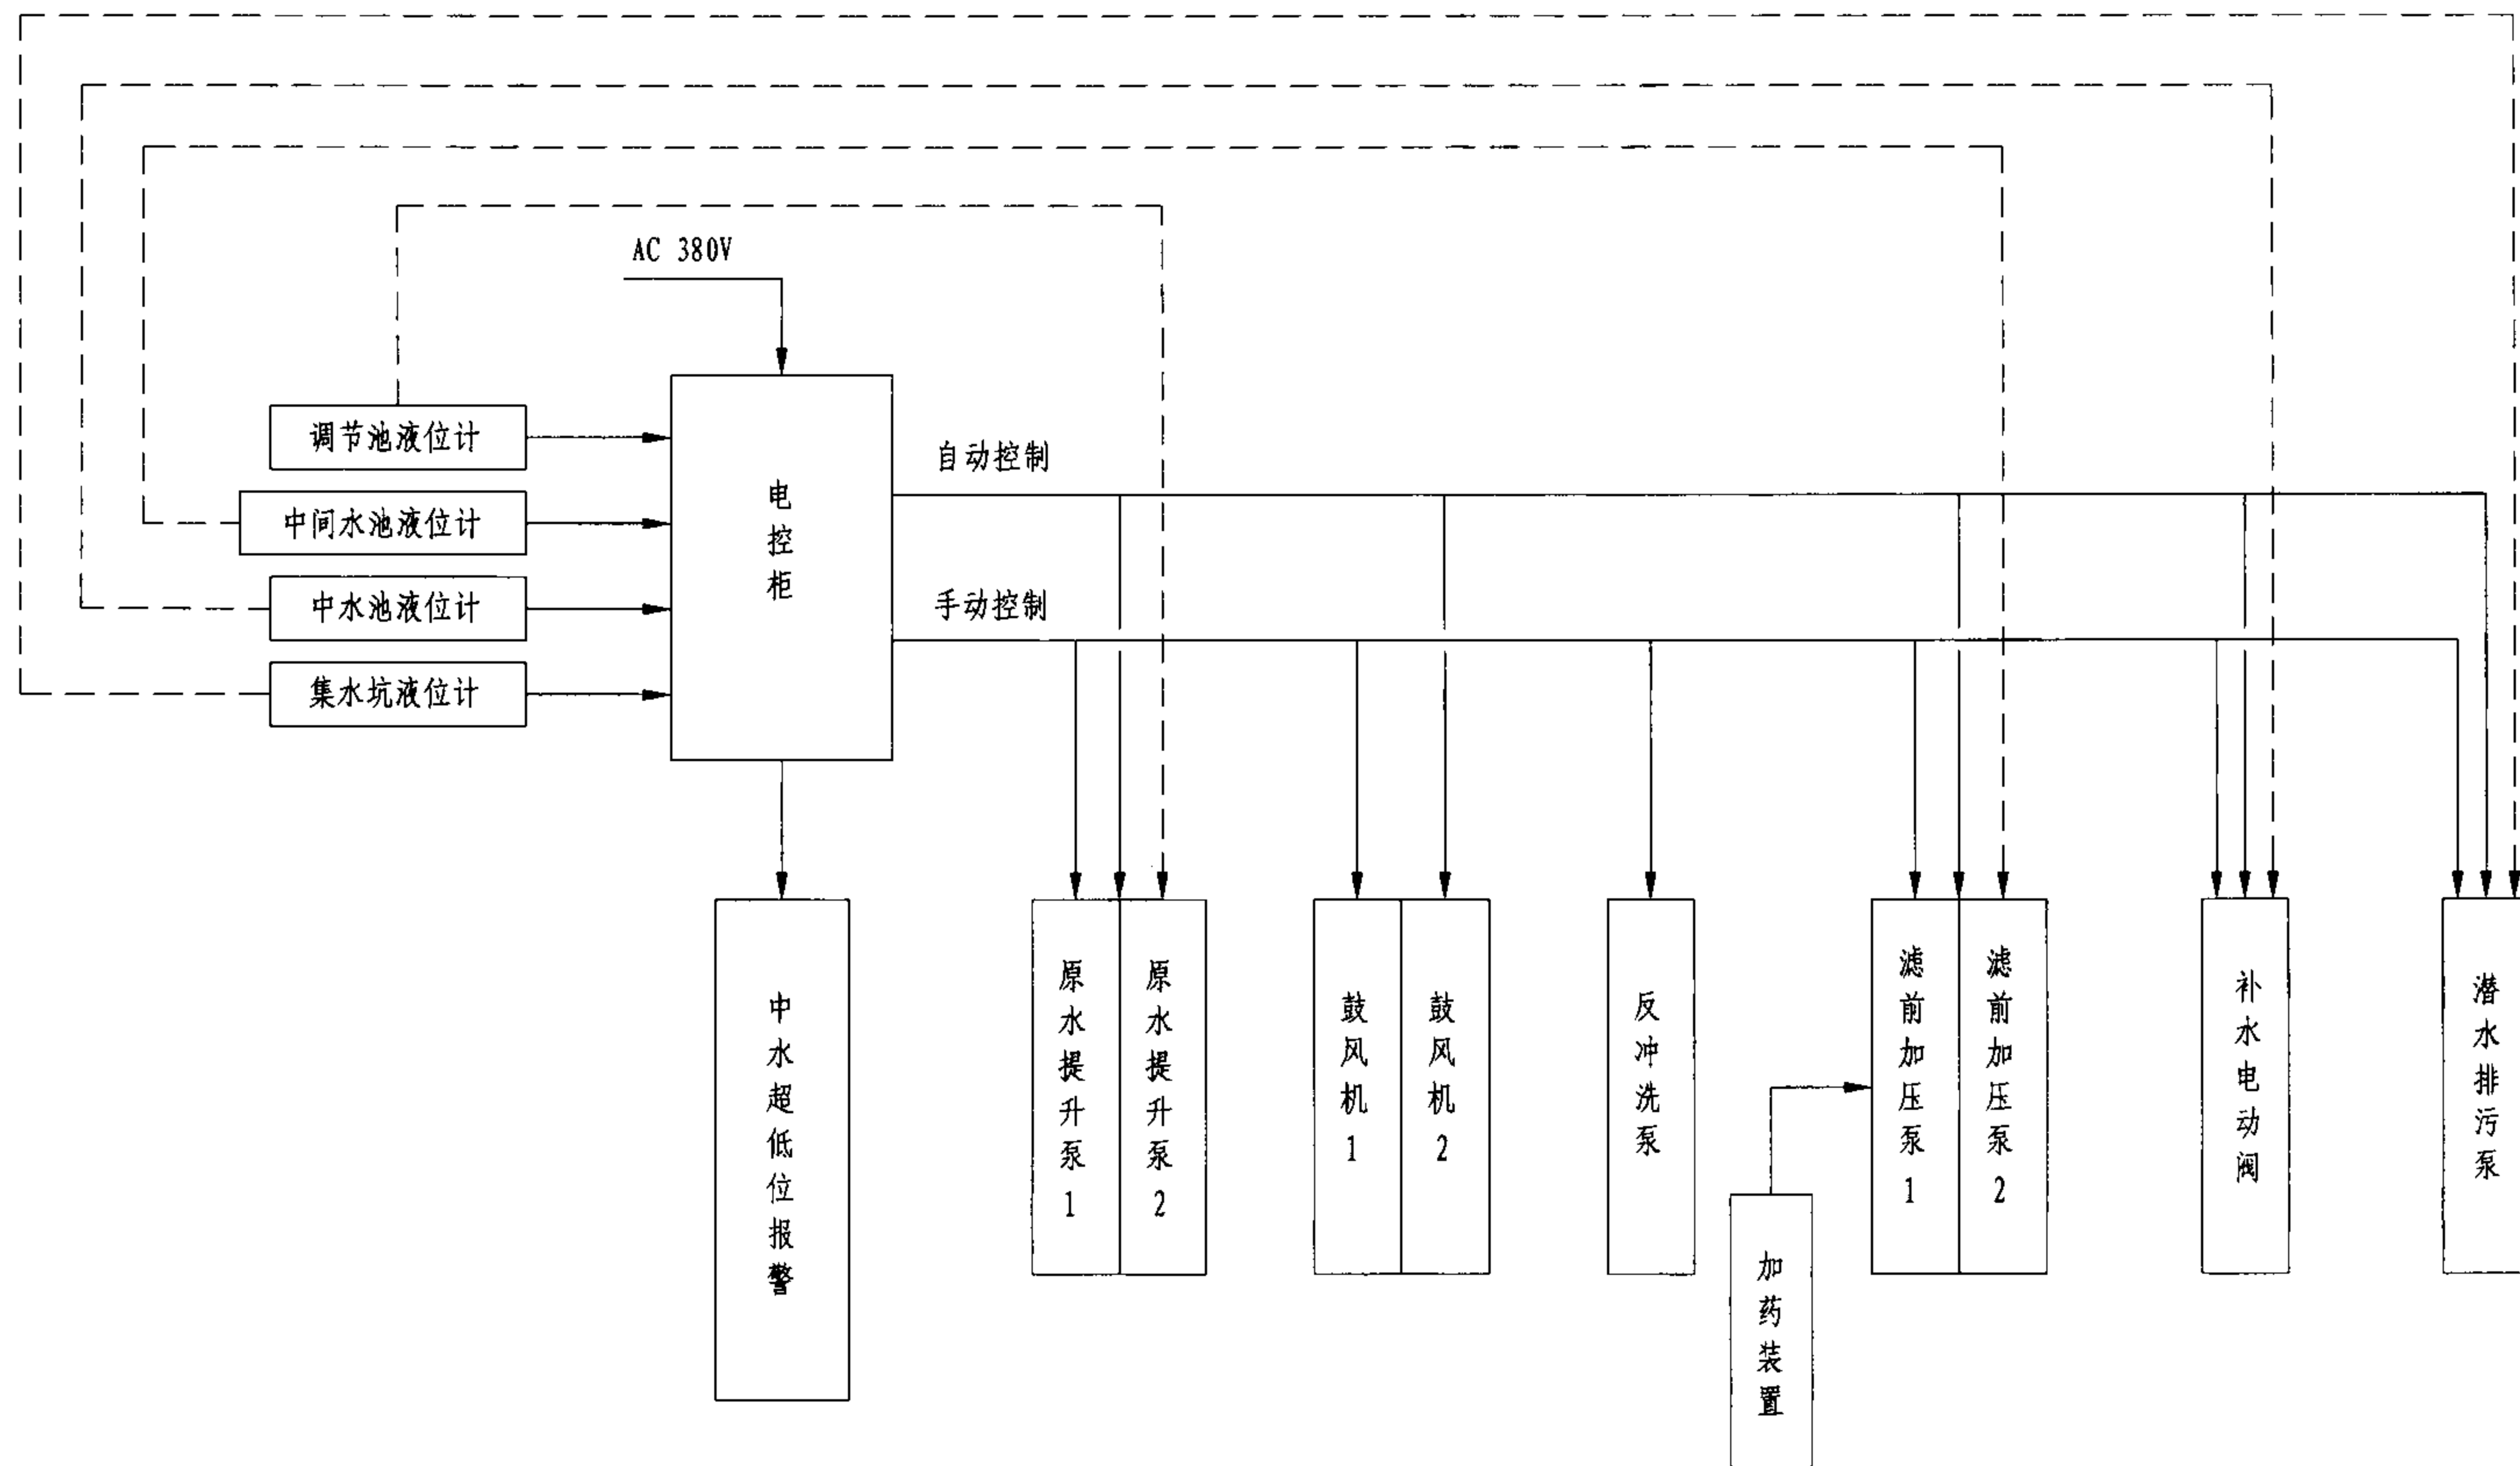 AC 380V
调节池液位计
中间水池液位计
中水池液位计
集水坑液位计
电控柜
自动控制
手动控制
中水超低位报警
原水提升泵1
原水提升泵2
鼓风机1
鼓风机2
反冲洗泵
加药装置
滤前加压泵1
滤前加压泵2
补水电动阀
潜水排污泵